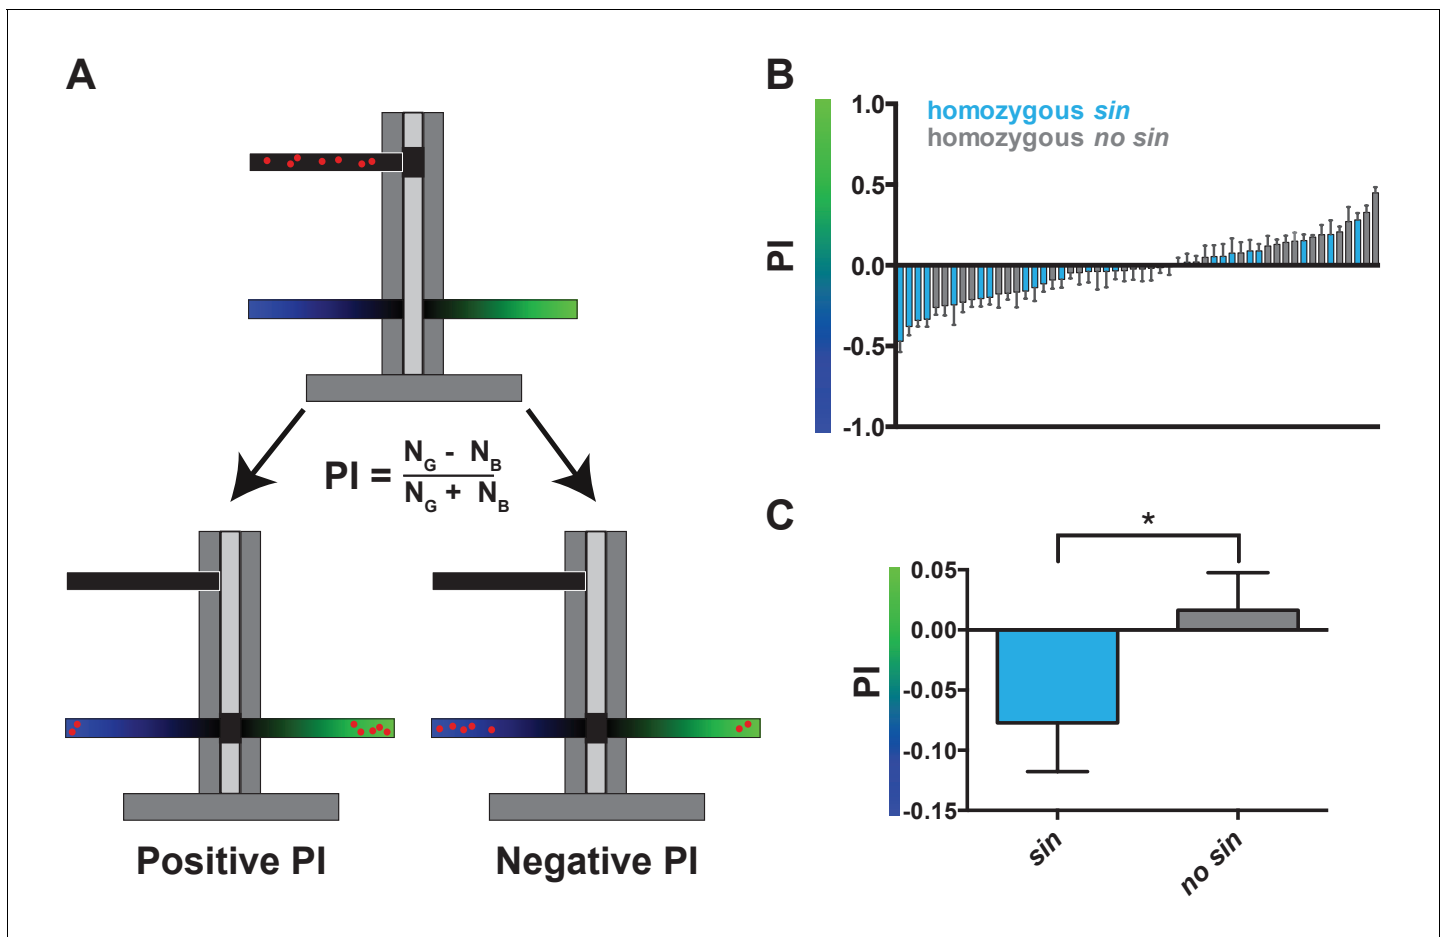 A
PI = N_G - N_B
N_G + N_B
Positive PI
Negative PI
B
homozygous sin
homozygous no sin
1.0
0.5
0.0
-0.5
-1.0
PI
C
*
0.05
0.00
-0.05
-0.10
-0.15
PI
sin
no sin